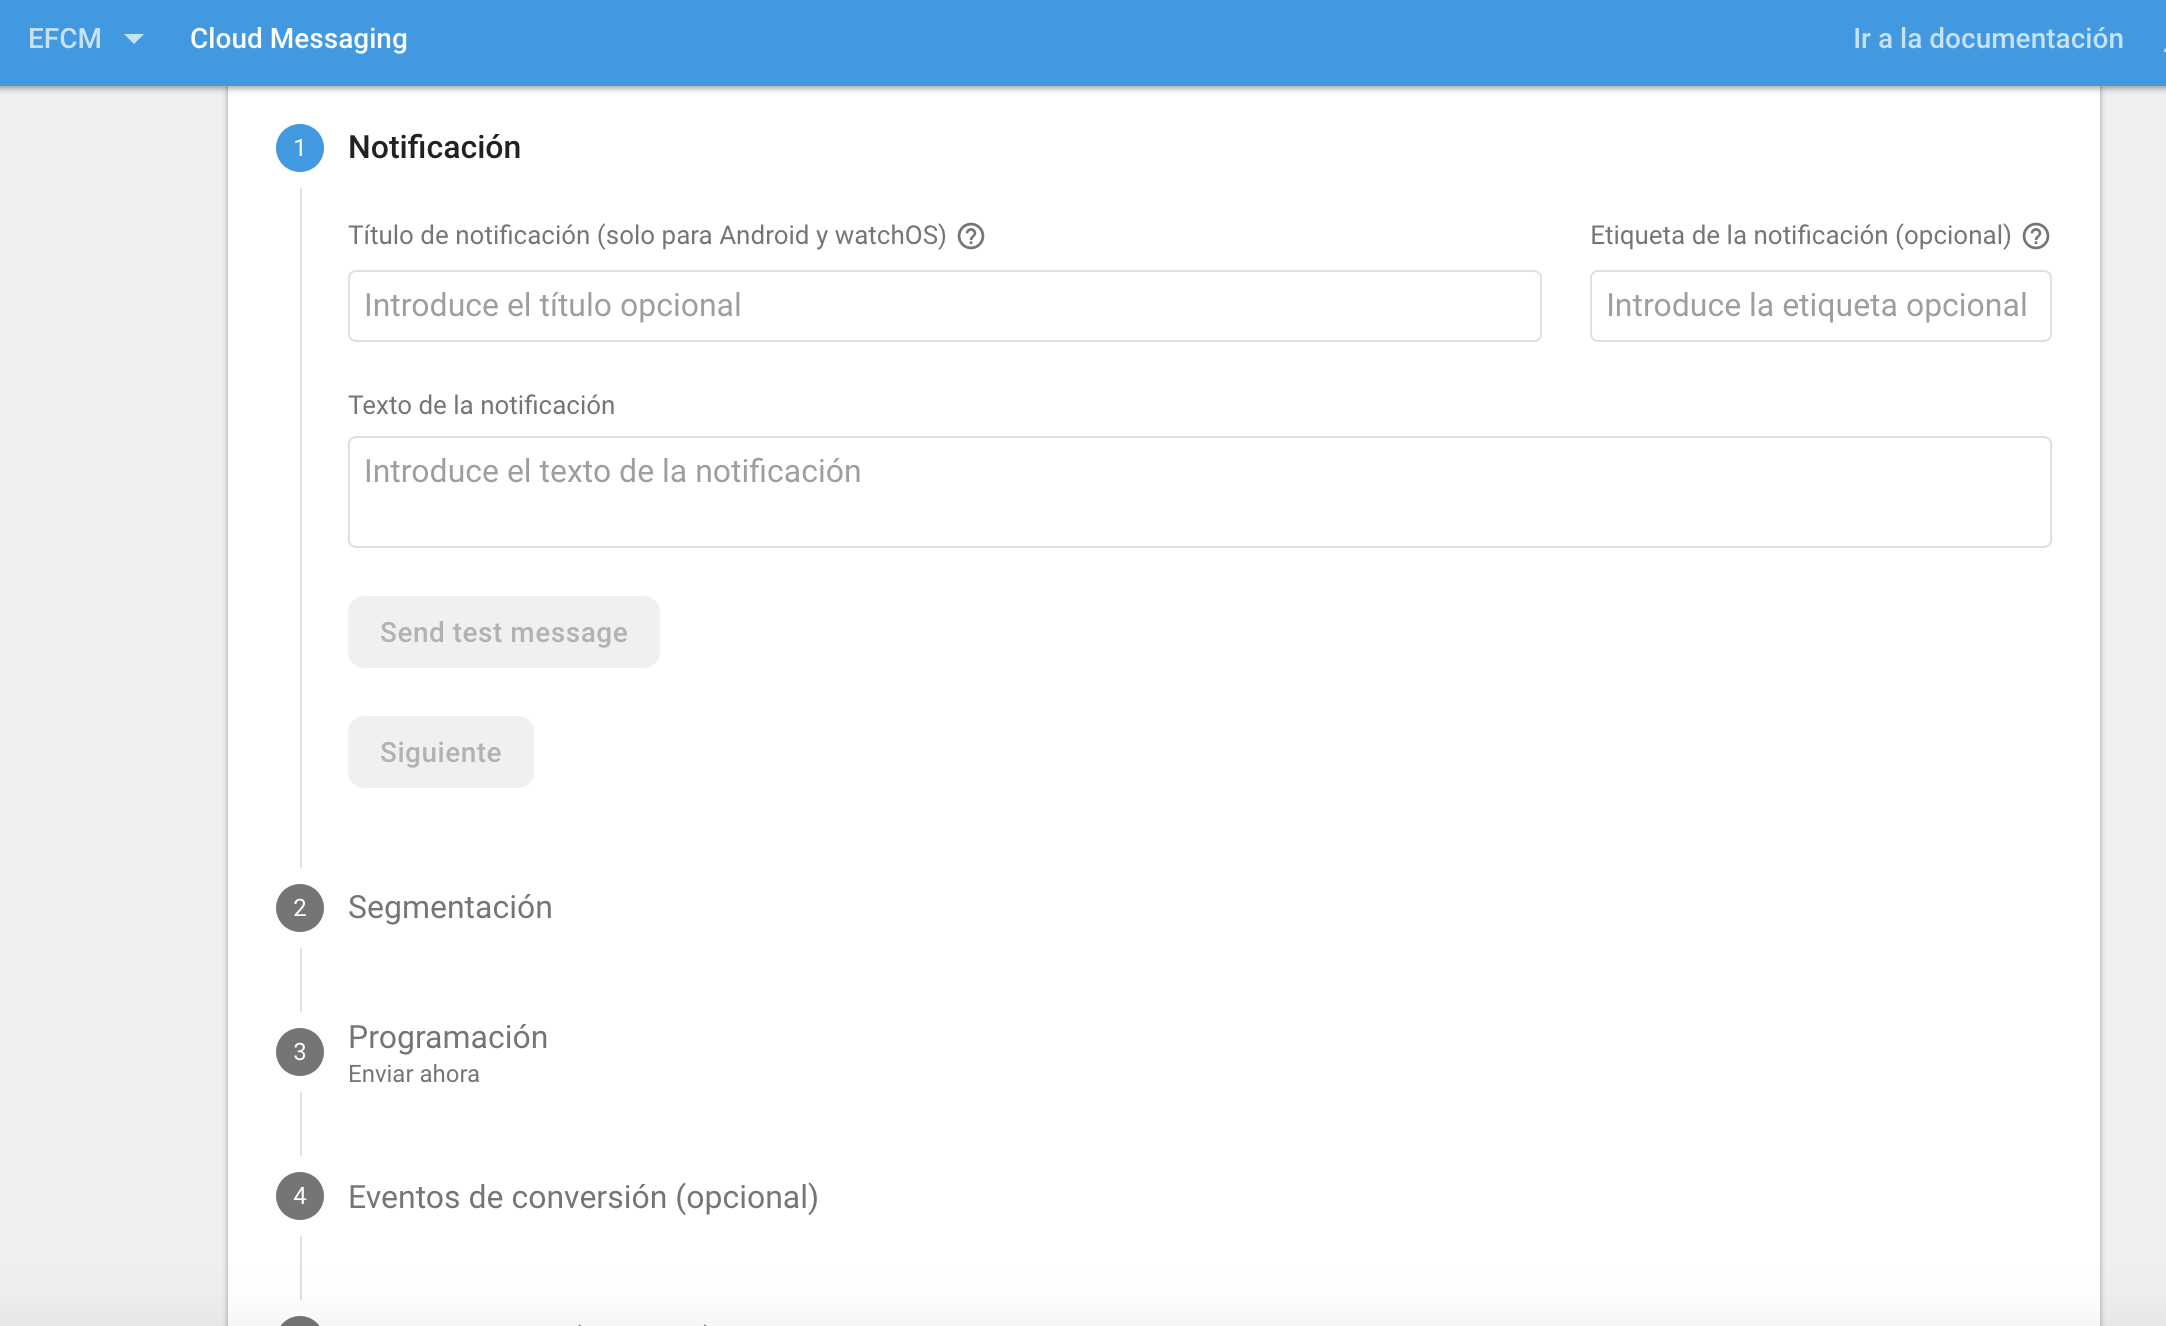 EFCM
Cloud Messaging
Ir a la documentación
1
Notificación
Título de notificación (solo para Android y watchOS) ?
Etiqueta de la notificación (opcional) ?
Introduce el título opcional
Introduce la etiqueta opcional
Texto de la notificación
Introduce el texto de la notificación
Send test message
Siguiente
2
Segmentación
3
Programación
Enviar ahora
4
Eventos de conversión (opcional)